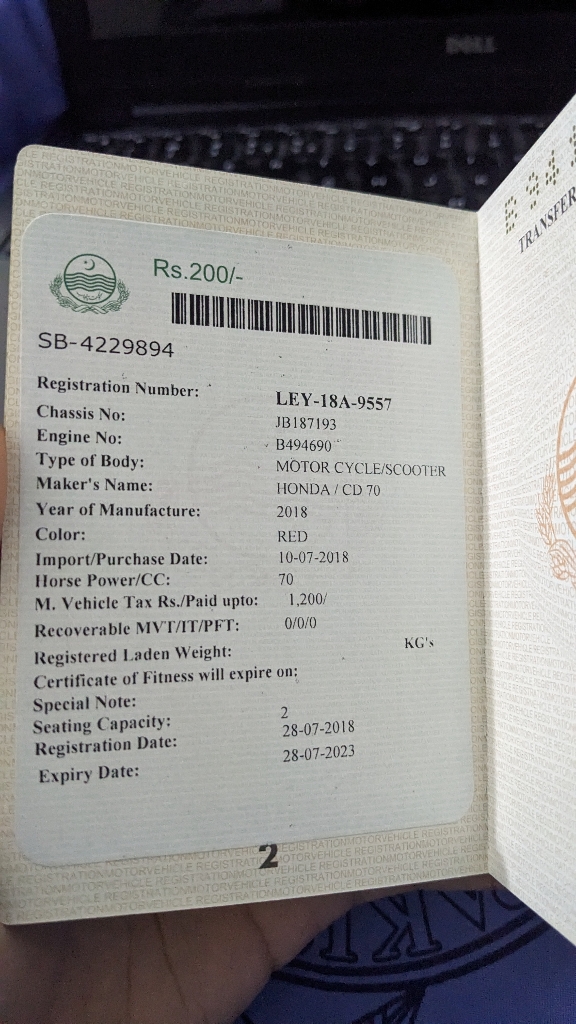 DELL
Rs.200/-
SB-4229894
Registration Number: LEY-18A-9557
Chassis No: JB187193
Engine No: B494690
Type of Body: MOTOR CYCLE/SCOOTER
Maker's Name: HONDA / CD 70
Year of Manufacture: 2018
Color: RED
Import/Purchase Date: 10-07-2018
Horse Power/CC: 70
M. Vehicle Tax Rs./Paid upto: 1,200/
Recoverable MVT/IT/PFT: 0/0/0
Registered Laden Weight: KG's
Certificate of Fitness will expire on:
Special Note:
Seating Capacity: 2
Registration Date: 28-07-2018
Expiry Date: 28-07-2023
2
TRANSFER